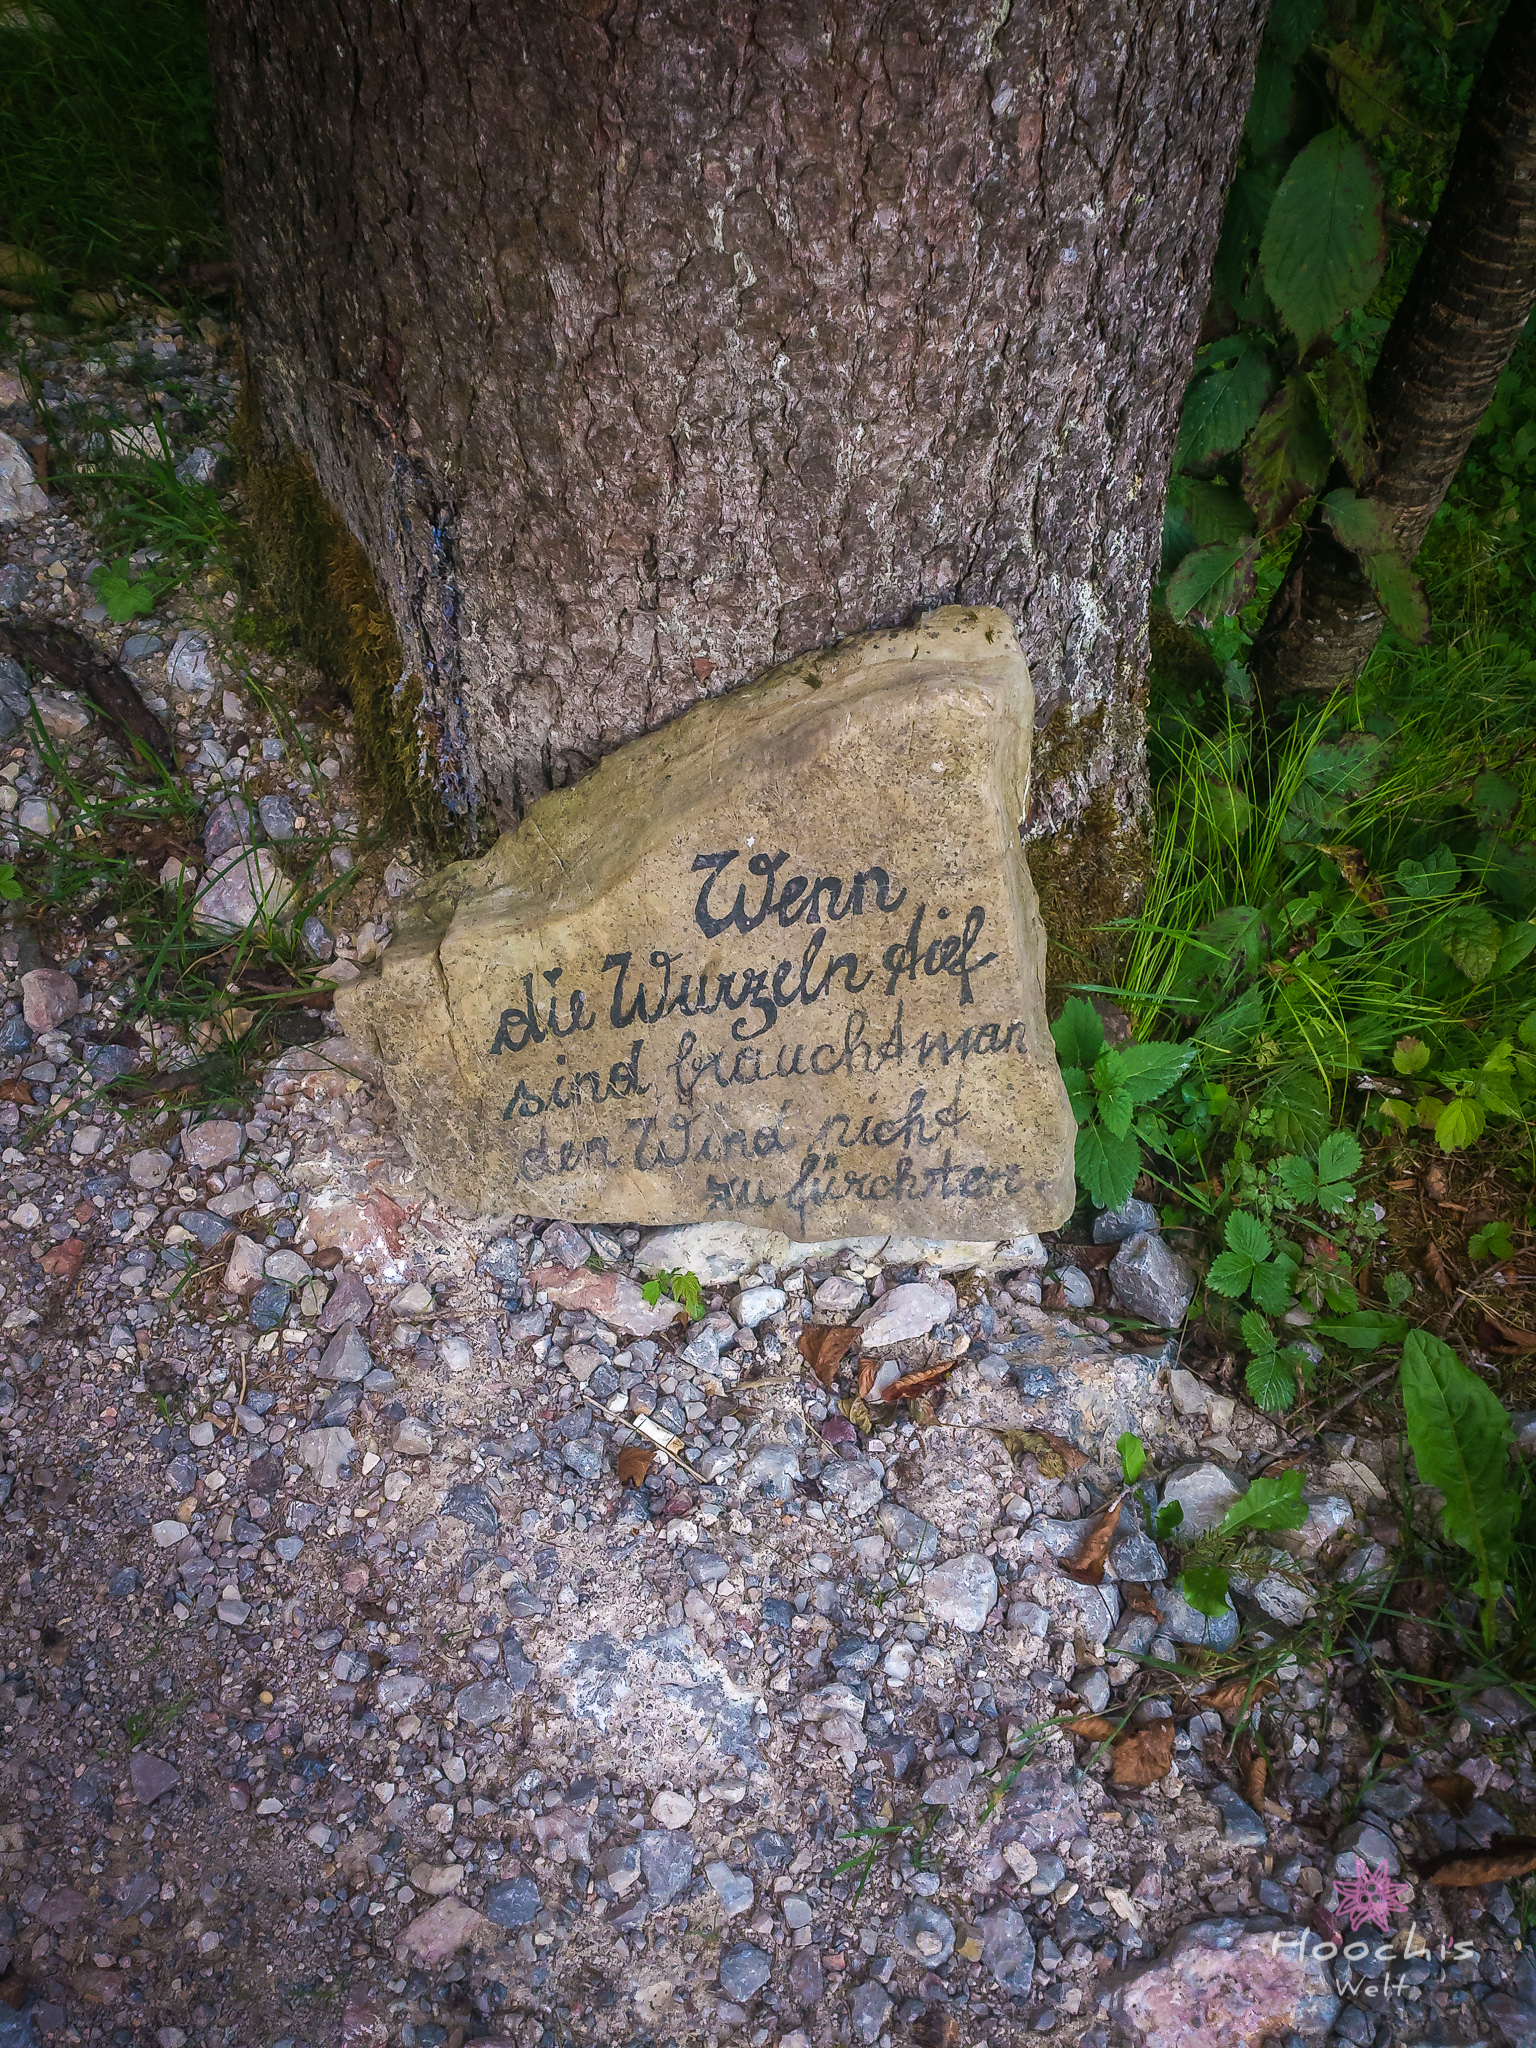 Wenn
die Wurzeln tief
sind braucht man
den Wind nicht
zu fürchten.
Hoochis
Welt